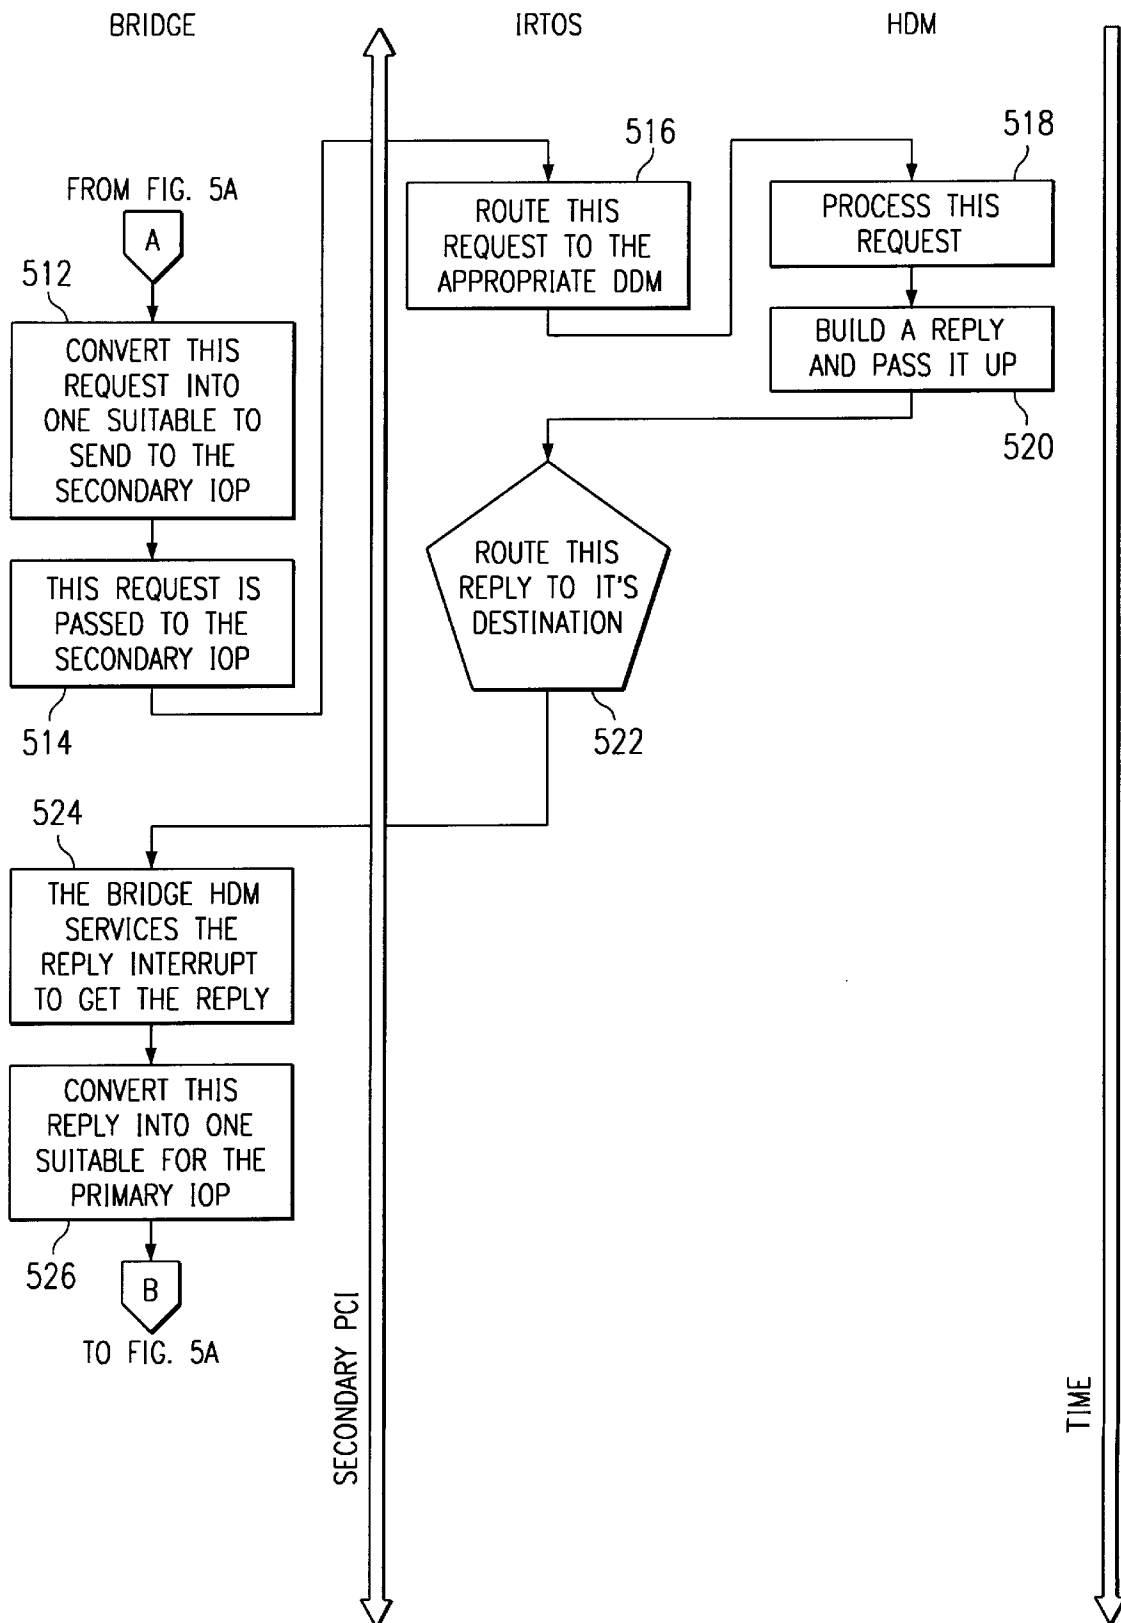 BRIDGE
IRTOS
HDM
FROM FIG. 5A
A
512
CONVERT THIS
REQUEST INTO
ONE SUITABLE TO
SEND TO THE
SECONDARY IOP
THIS REQUEST IS
PASSED TO THE
SECONDARY IOP
514
516
ROUTE THIS
REQUEST TO THE
APPROPRIATE DDM
518
PROCESS THIS
REQUEST
BUILD A REPLY
AND PASS IT UP
520
ROUTE THIS
REPLY TO IT'S
DESTINATION
522
524
THE BRIDGE HDM
SERVICES THE
REPLY INTERRUPT
TO GET THE REPLY
CONVERT THIS
REPLY INTO ONE
SUITABLE FOR THE
PRIMARY IOP
526
B
TO FIG. 5A
SECONDARY PCI
TIME